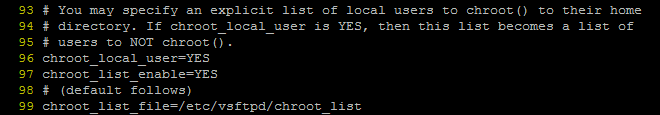 93 # You may specify an explicit list of local users to chroot() to their home
94 # directory. If chroot_local_user is YES, then this list becomes a list of
95 # users to NOT chroot().
96 chroot_local_user=YES
97 chroot_list_enable=YES
98 # (default follows)
99 chroot_list_file=/etc/vsftpd/chroot_list